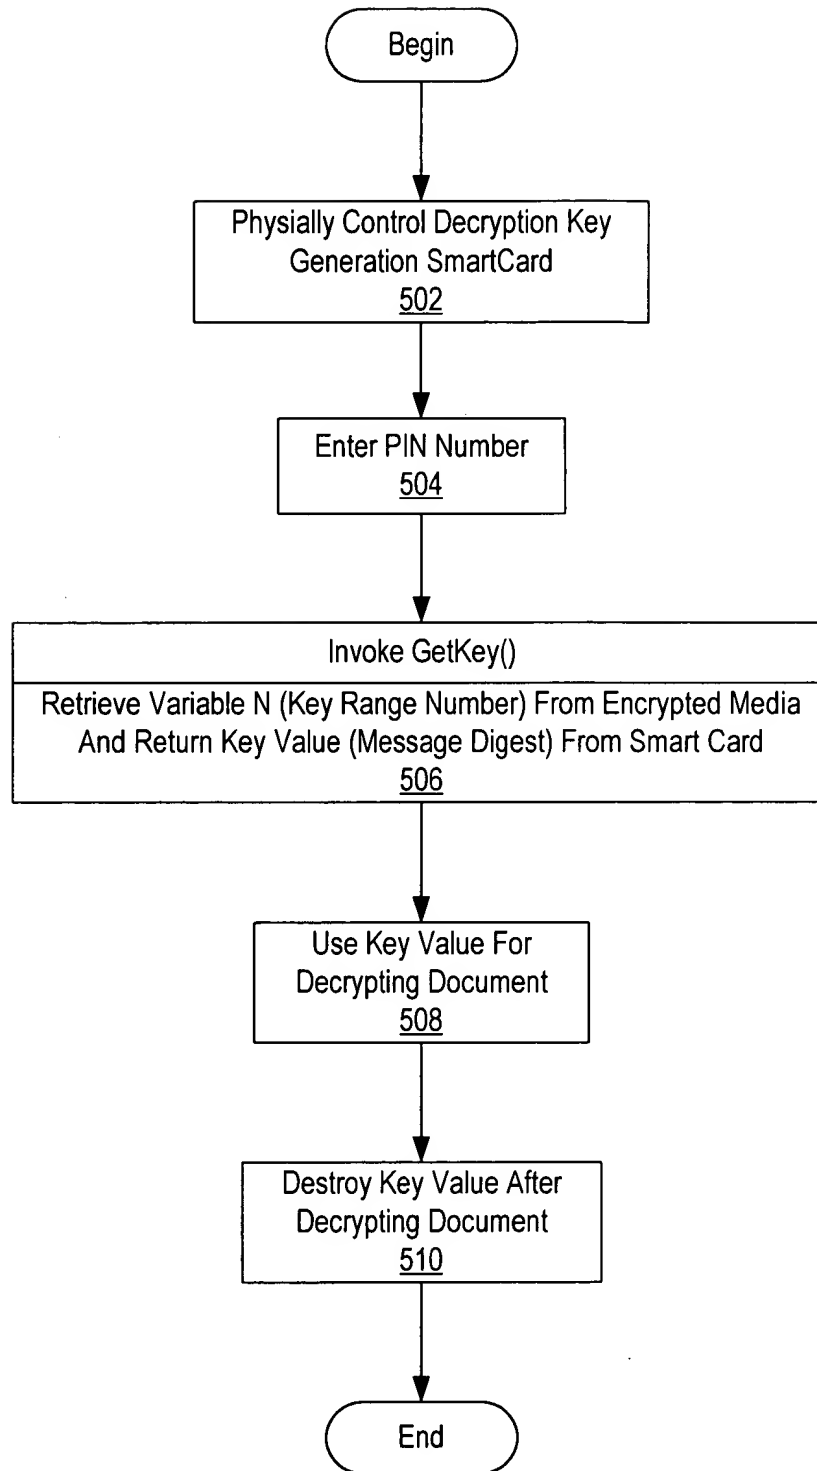 Begin
Physially Control Decryption Key
Generation SmartCard
502
Enter PIN Number
504
Invoke GetKey()
Retrieve Variable N (Key Range Number) From Encrypted Media
And Return Key Value (Message Digest) From Smart Card
506
Use Key Value For
Decrypting Document
508
Destroy Key Value After
Decrypting Document
510
End